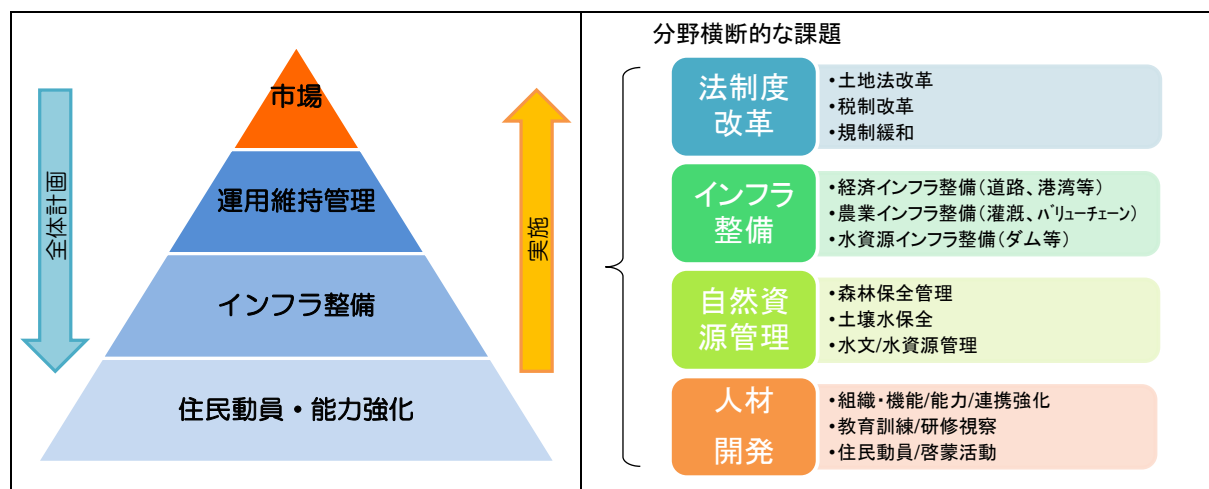 市場
運用維持管理
インフラ整備
住民動員・能力強化
全体計画
実施
分野横断的な課題
法制度
改革
・土地法改革
・税制改革
・規制緩和
インフラ
整備
・経済インフラ整備(道路、港湾等)
・農業インフラ整備(灌漑、バリューチェーン)
・水資源インフラ整備(ダム等)
自然資
源管理
・森林保全管理
・土壌水保全
・水文/水資源管理
人材
開発
・組織・機能/能力/連携強化
・教育訓練/研修視察
・住民動員/啓蒙活動